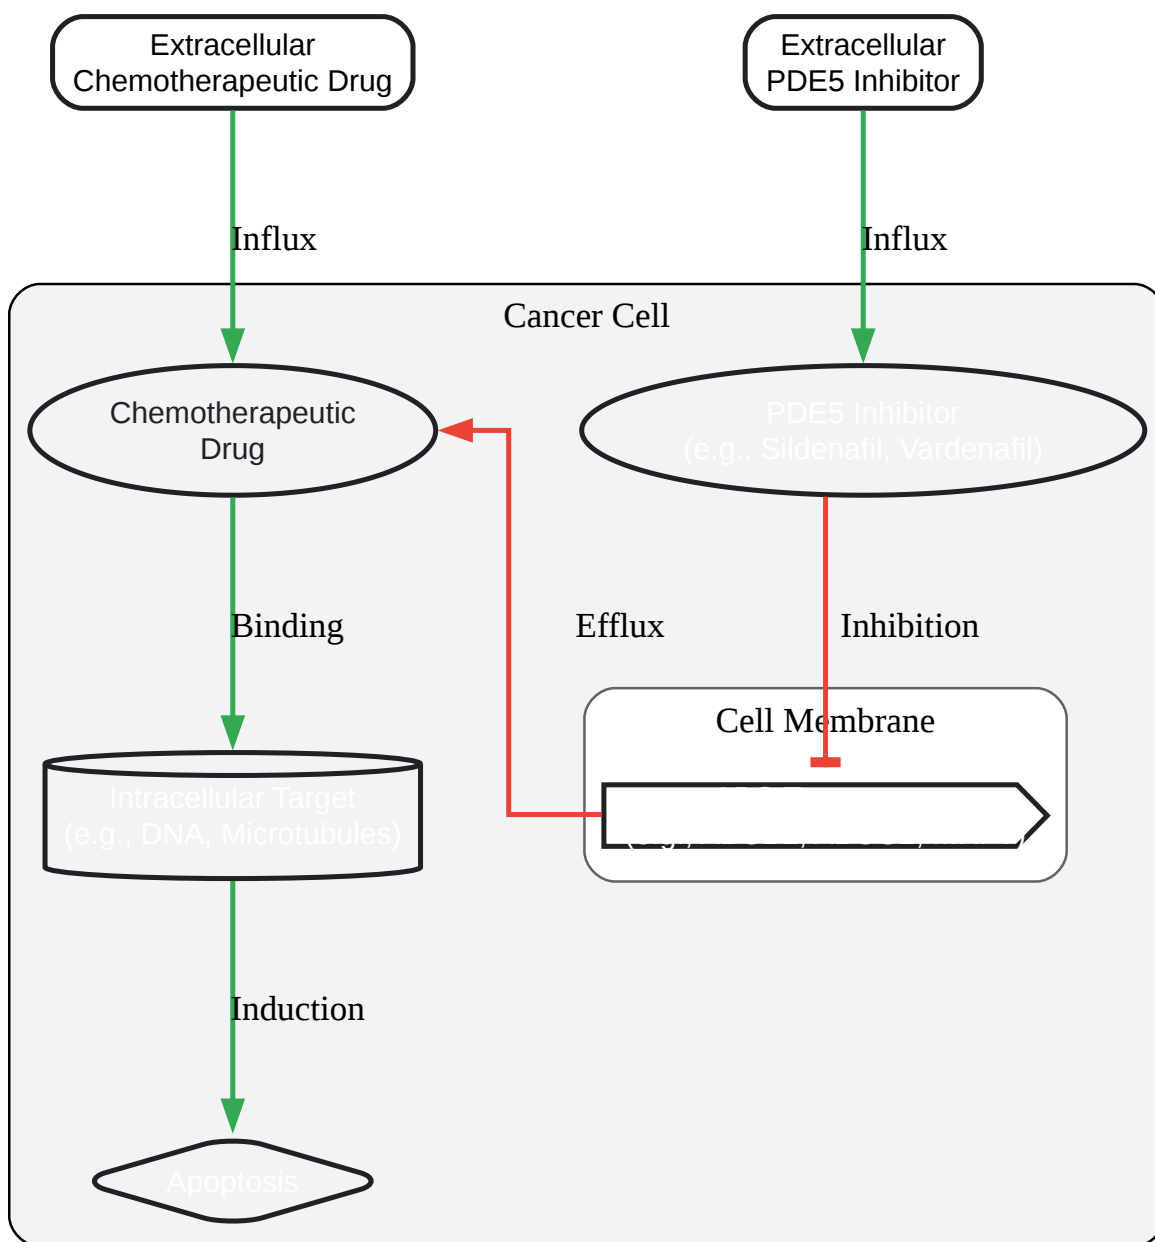 Extracellular
Chemotherapeutic Drug
Extracellular
PDE5 Inhibitor
Influx
Influx
Cancer Cell
Chemotherapeutic
Drug
PDE5 Inhibitor
(e.g., Sildenafil, Vardenafil)
Binding
Efflux
Inhibition
Cell Membrane
Intracellular Target
(e.g., DNA, Microtubules)
(e.g.,
Induction
Apoptosis